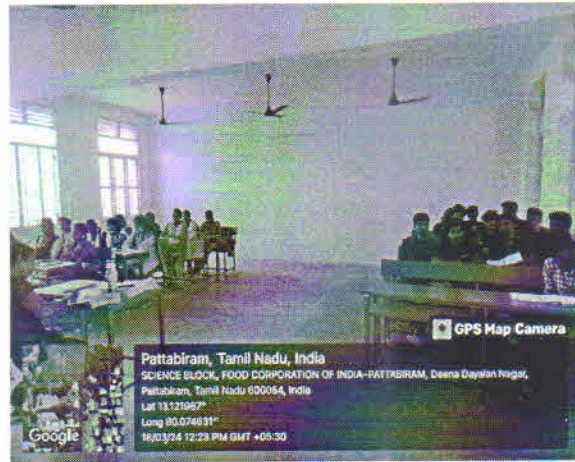 GPS Map Camera
Pattabiram, Tamil Nadu, India
SCIENCE BLOCK, FOOD CORPORATION OF INDIA-PATTABIRAM, Deena Dayalan Nagar,
Pattabiram, Tamil Nadu 600054, India
Lat 13.121967°
Long 80.074631°
16/03/24 12:23 PM GMT +05:30
Google